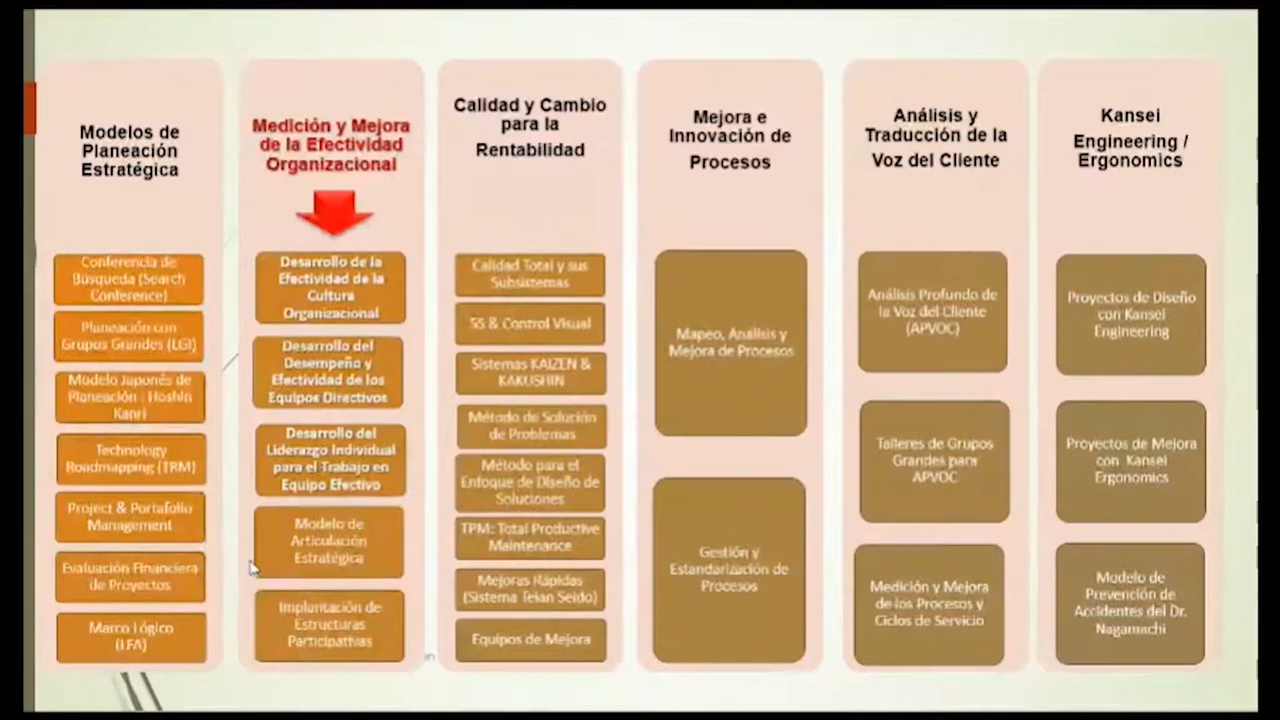 Modelos de
Planeación
Estratégica
Conferencia de
Búsqueda (Search
Conference)
Planeación con
Grupos Grandes (LGI)
Modelo Japonés de
Planeación : Hoshin
Kanri
Technology
Roadmapping (TRM)
Project & Portafolio
Management
Evaluación Financiera
de Proyectos
Marco Lógico
(LFA)
Medición y Mejora
de la Efectividad
Organizacional
Desarrollo de la
Efectividad de la
Cultura
Organizacional
Desarrollo del
Desempeño y
Efectividad de los
Equipos Directivos
Desarrollo del
Liderazgo Individual
para el Trabajo en
Equipo Efectivo
Modelo de
Articulación
Estratégica
Implantación de
Estructuras
Participativas
Calidad y Cambio
para la
Rentabilidad
Calidad Total y sus
Subsistemas
5S & Control Visual
Sistemas KAIZEN &
KAKUSHIN
Método de Solución
de Problemas
Método para el
Enfoque de Diseño de
Soluciones
TPM: Total Productive
Maintenance
Mejoras Rápidas
(Sistema Teian Seido)
Equipos de Mejora
Mejora e
Innovación de
Procesos
Mapeo, Análisis y
Mejora de Procesos
Gestión y
Estandarización de
Procesos
Análisis y
Traducción de la
Voz del Cliente
Análisis Profundo de
la Voz del Cliente
(APVOC)
Talleres de Grupos
Grandes para
APVOC
Medición y Mejora
de los Procesos y
Ciclos de Servicio
Kansei
Engineering /
Ergonomics
Proyectos de Diseño
con Kansei
Engineering
Proyectos de Mejora
con Kansei
Ergonomics
Modelo de
Prevención de
Accidentes del Dr.
Nagamachi